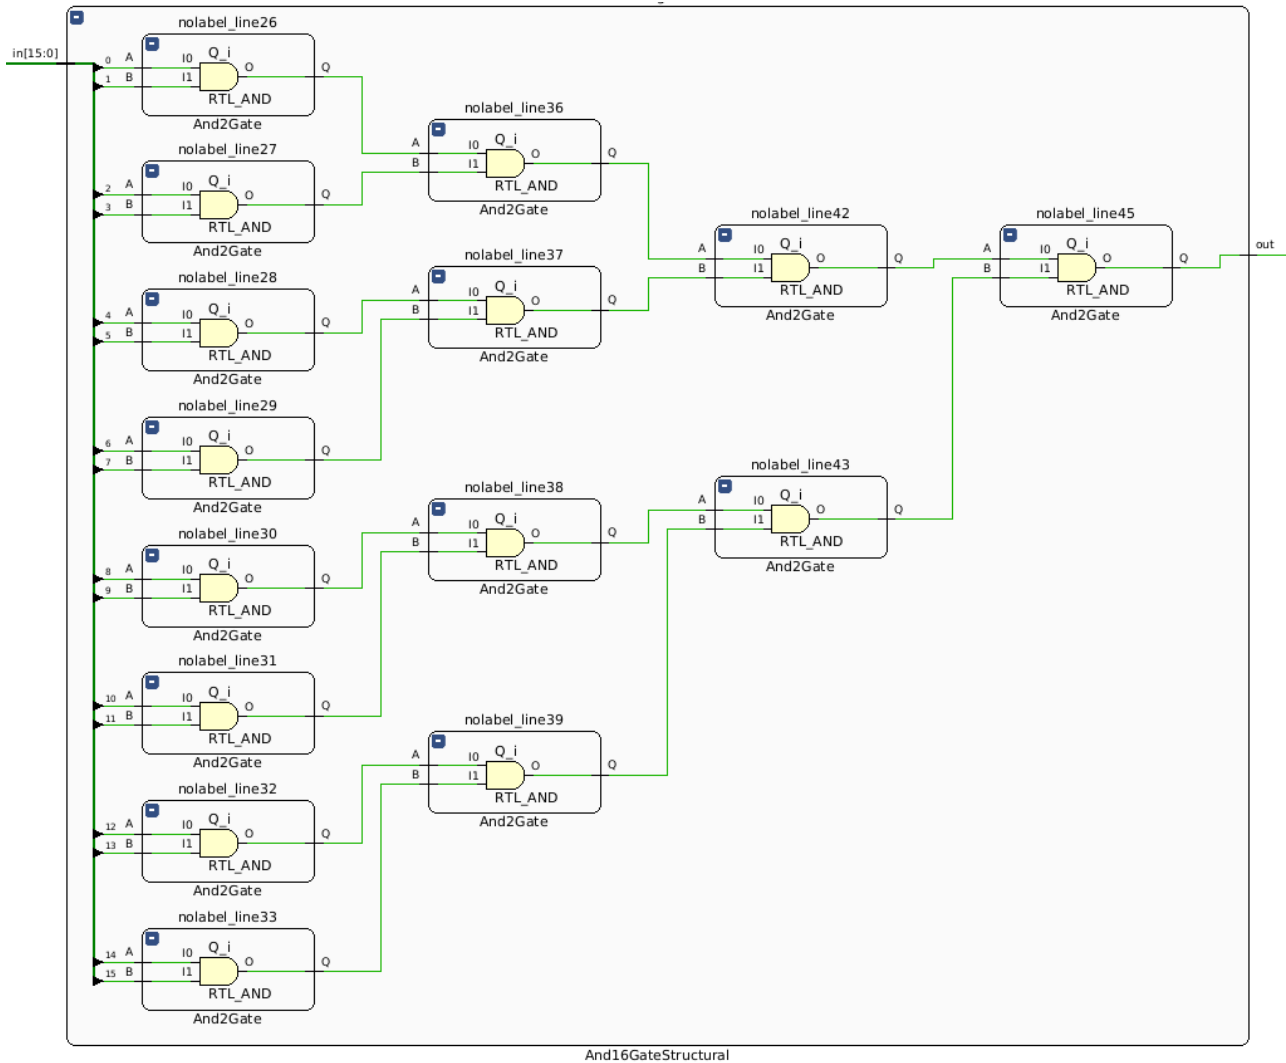 in[15:0]
nolabel_line26
0 A I0 Q_i O Q
1 B I1
RTL_AND
And2Gate
nolabel_line27
2 A I0 Q_i O Q
3 B I1
RTL_AND
And2Gate
nolabel_line28
4 A I0 Q_i O Q
5 B I1
RTL_AND
And2Gate
nolabel_line29
6 A I0 Q_i O Q
7 B I1
RTL_AND
And2Gate
nolabel_line30
8 A I0 Q_i O Q
9 B I1
RTL_AND
And2Gate
nolabel_line31
10 A I0 Q_i O Q
11 B I1
RTL_AND
And2Gate
nolabel_line32
12 A I0 Q_i O Q
13 B I1
RTL_AND
And2Gate
nolabel_line33
14 A I0 Q_i O Q
15 B I1
RTL_AND
And2Gate
nolabel_line36
A I0 Q_i O Q
B I1
RTL_AND
And2Gate
nolabel_line37
A I0 Q_i O Q
B I1
RTL_AND
And2Gate
nolabel_line38
A I0 Q_i O Q
B I1
RTL_AND
And2Gate
nolabel_line39
A I0 Q_i O Q
B I1
RTL_AND
And2Gate
nolabel_line42
A I0 Q_i O Q
B I1
RTL_AND
And2Gate
nolabel_line43
A I0 Q_i O Q
B I1
RTL_AND
And2Gate
nolabel_line45
A I0 Q_i O Q
B I1
RTL_AND
And2Gate
out
And16GateStructural